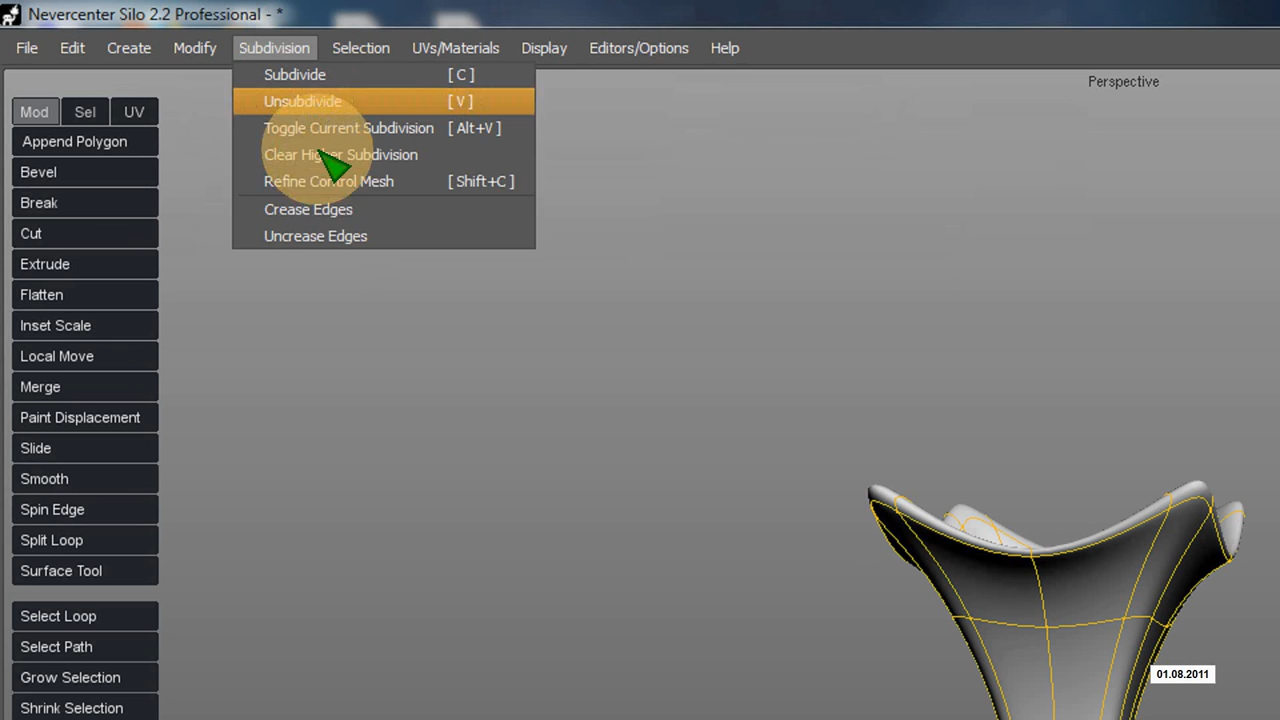 Nevercenter Silo 2.2 Professional - *
File Edit Create Modify Subdivision Selection UVs/Materials Display Editors/Options Help
Perspective
Subdivide [ C ]
Unsubdivide [ V ]
Toggle Current Subdivision [ Alt+V ]
Clear Higher Subdivision
Refine Control Mesh [ Shift+C ]
Crease Edges
Uncrease Edges
Mod Sel UV
Append Polygon
Bevel
Break
Cut
Extrude
Flatten
Inset Scale
Local Move
Merge
Paint Displacement
Slide
Smooth
Spin Edge
Split Loop
Surface Tool
Select Loop
Select Path
Grow Selection
Shrink Selection
01.08.2011